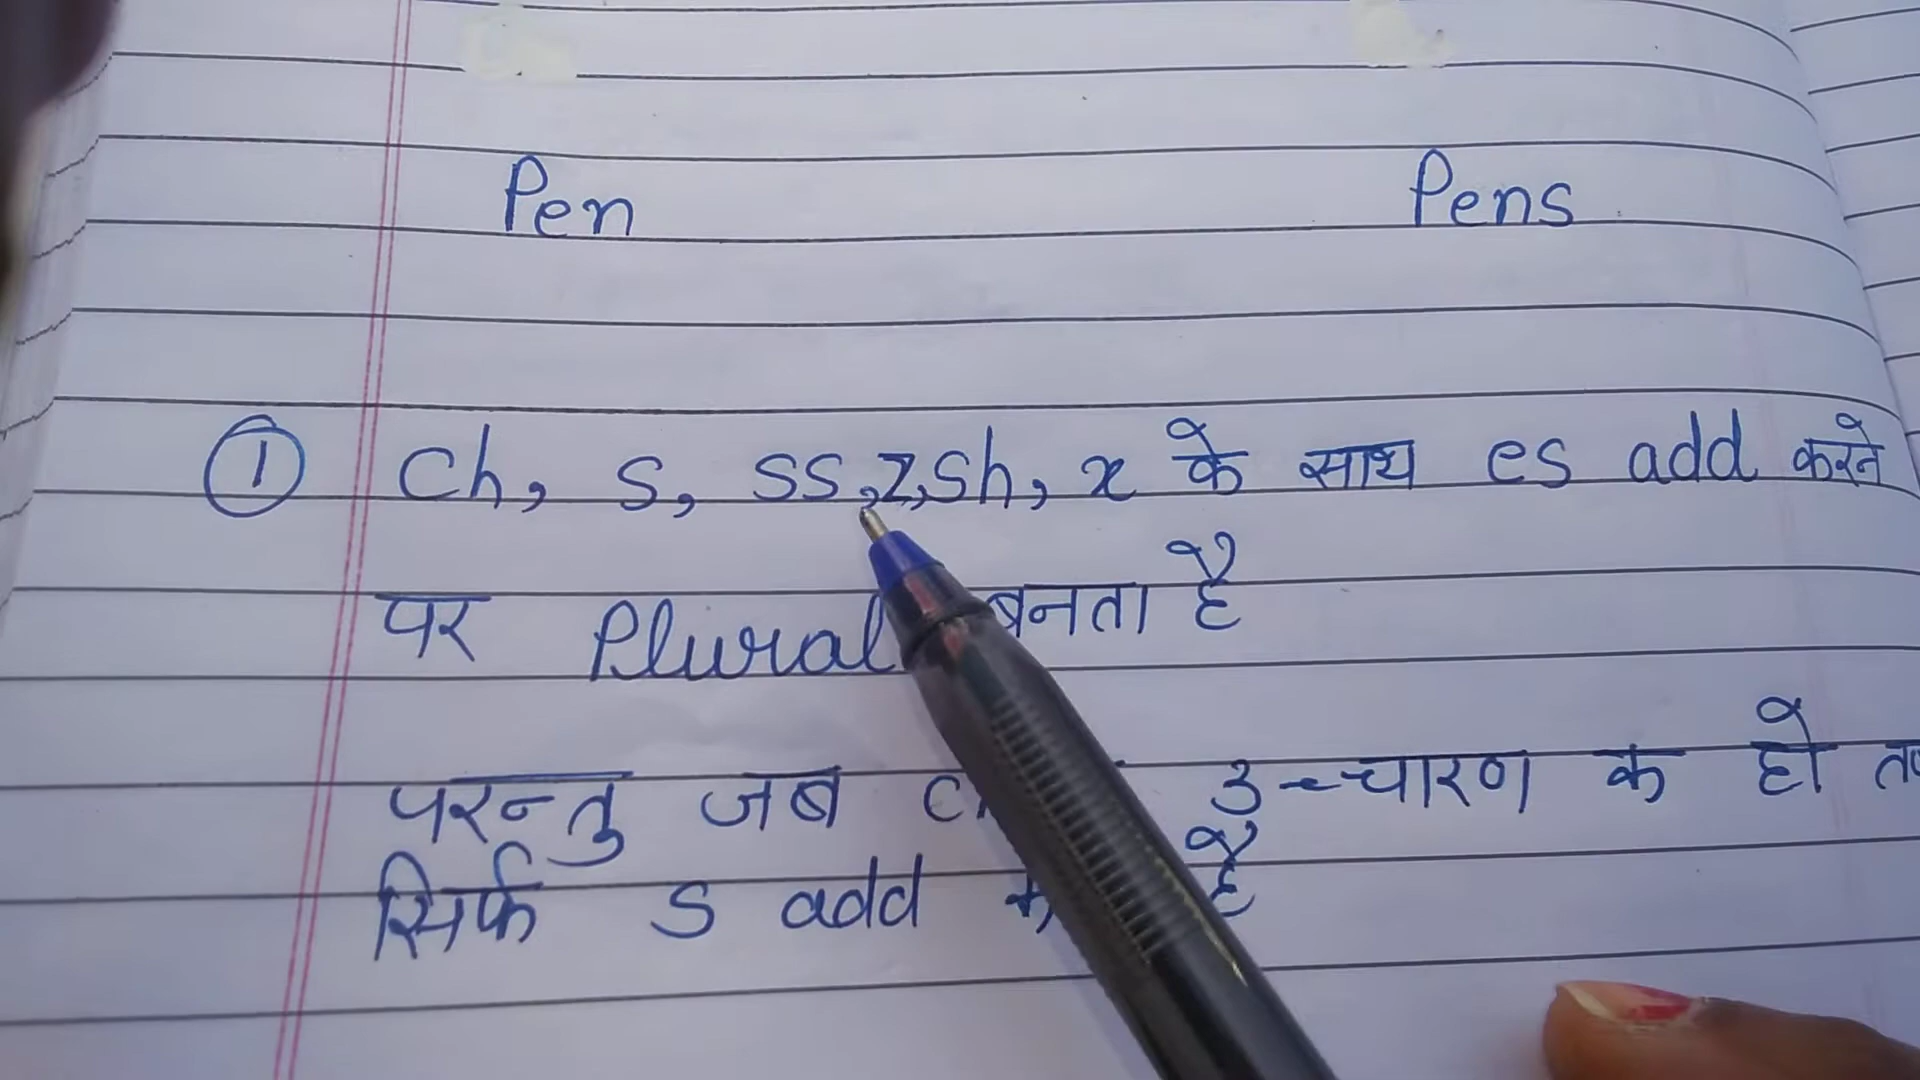 Pen Pens
① Ch, s, ss, z, sh, x के साथ es add करने
पर Plural बनता है
परन्तु जब उच्चारण क हो
सिर्फ s add है